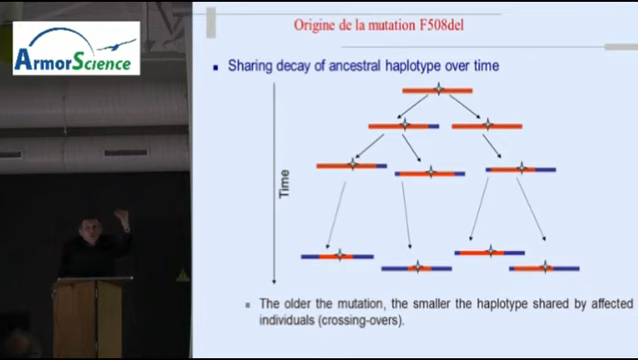 ArmorScience
Origine de la mutation F508del
Sharing decay of ancestral haplotype over time
Time
The older the mutation, the smaller the haplotype shared by affected
individuals (crossing-overs).